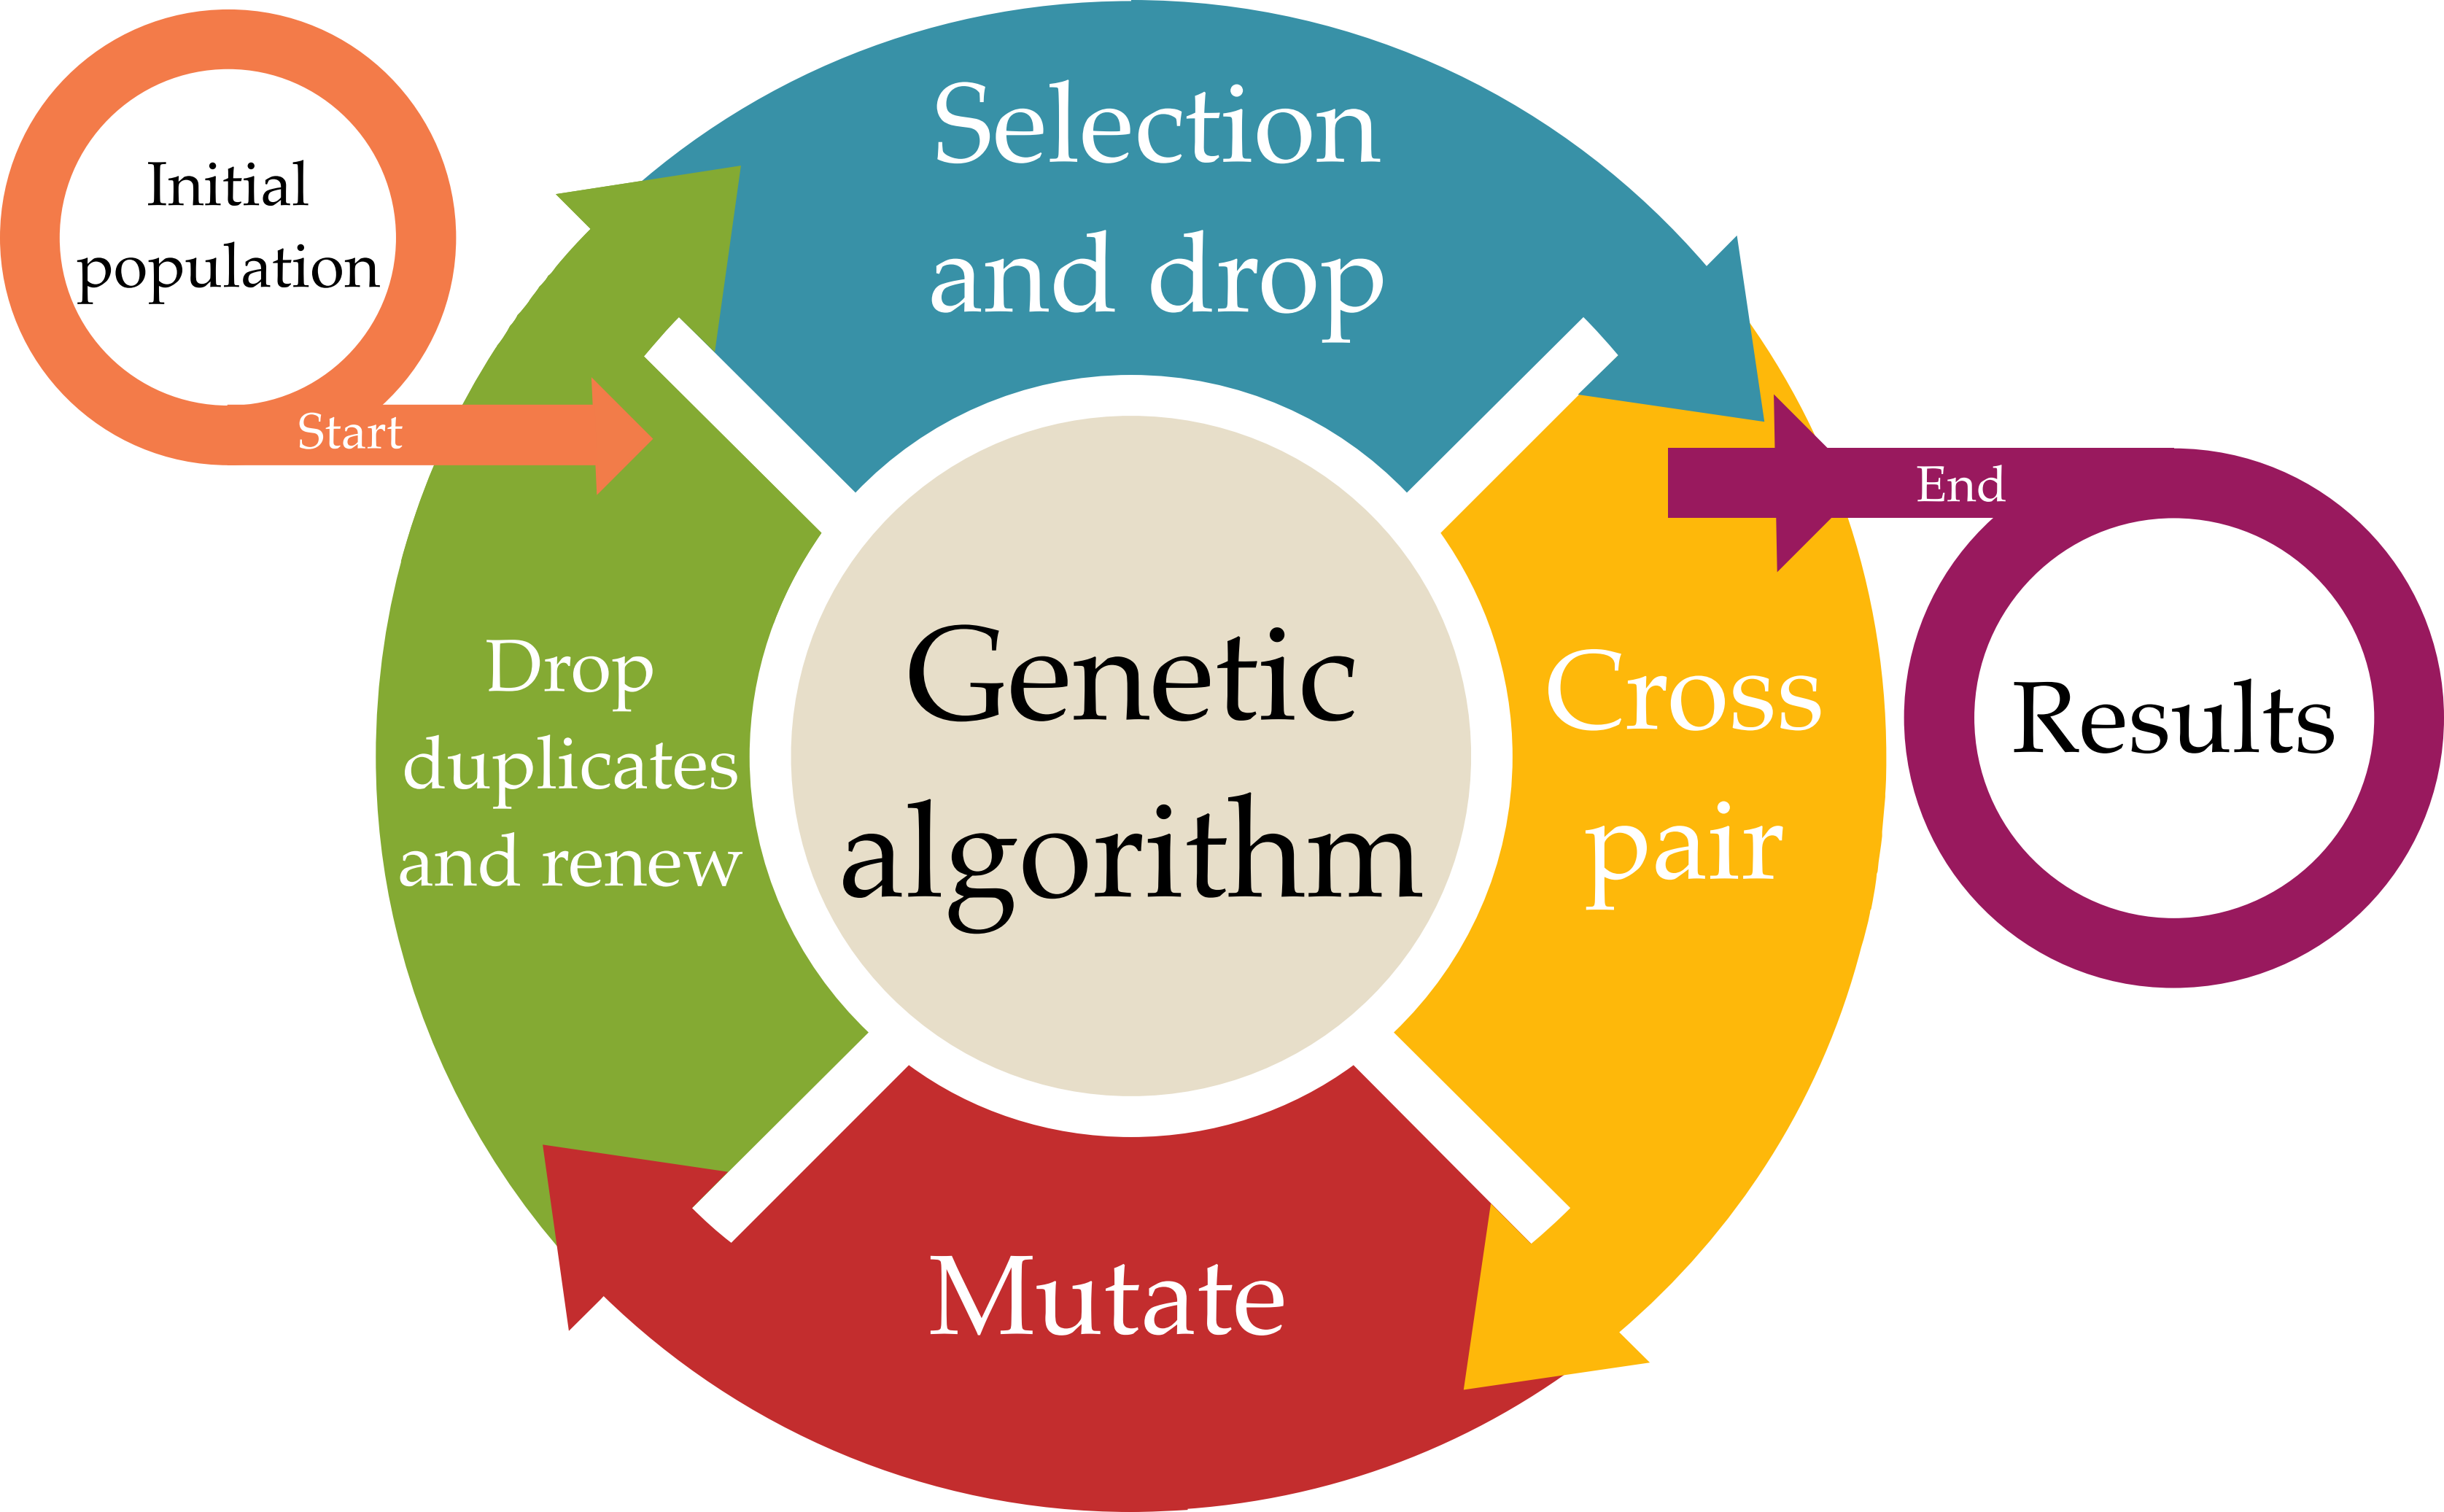 Initial
population
Start
Selection
and drop
End
Results
Cross
pair
Mutate
Drop
duplicates
and renew
Genetic
algorithm